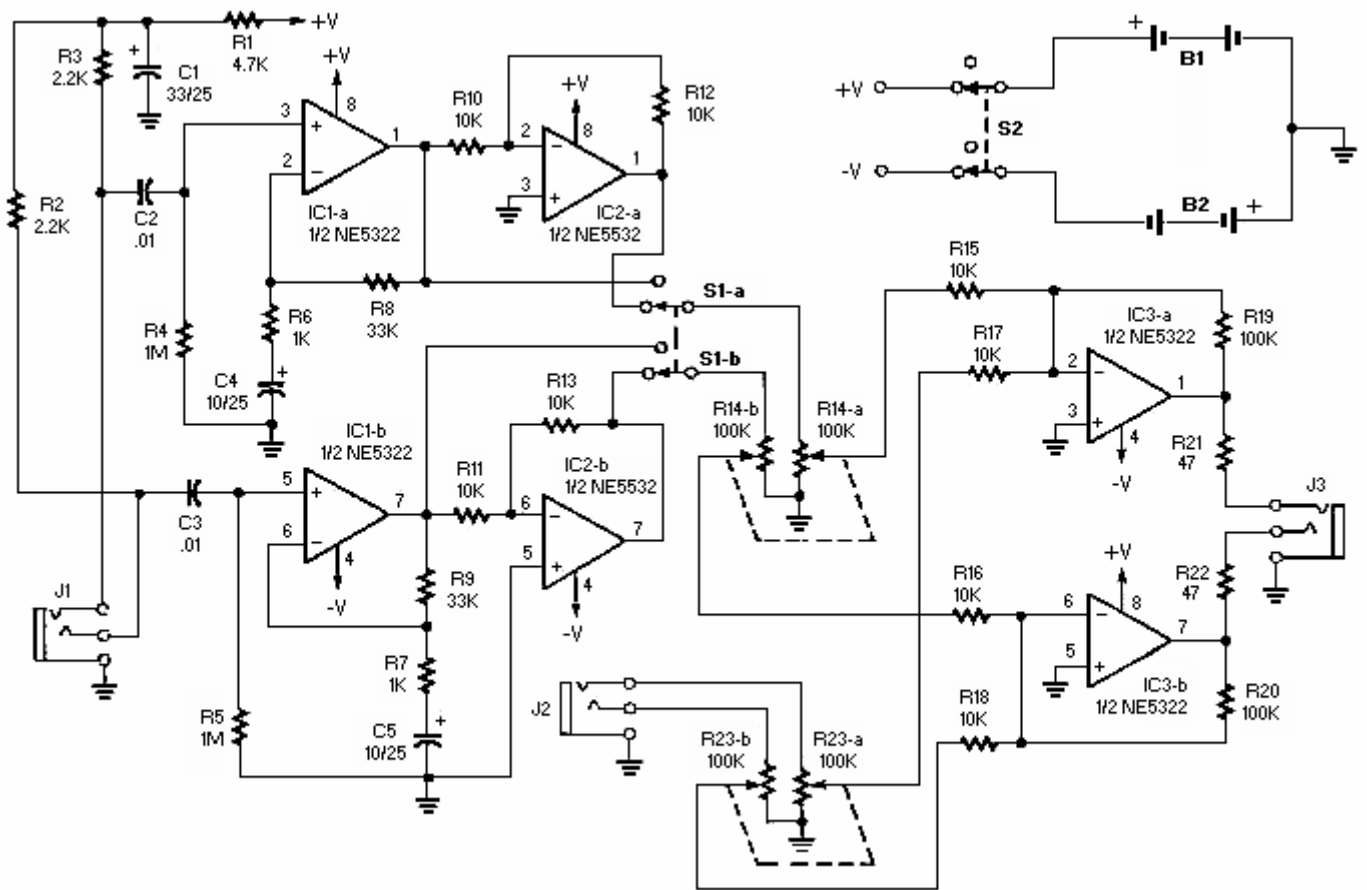 R1
4.7K
+V
R3
2.2K
+
C1
33/25
R2
2.2K
C2
.01
3
+
2
−
+V
8
1
IC1-a
1/2 NE5322
R10
10K
+V
8
2
−
3
+
1
IC2-a
1/2 NE5532
R12
10K
R4
1M
R6
1K
R8
33K
C4
10/25
+
S1-a
S1-b
+V
-V
S2
+
B1
B2
+
C3
.01
IC1-b
1/2 NE5322
5
+
6
−
7
4
-V
R11
10K
R13
10K
IC2-b
1/2 NE5532
6
−
5
+
7
4
-V
R9
33K
R7
1K
C5
10/25
+
R5
1M
J1
R14-b
100K
R14-a
100K
R15
10K
R17
10K
IC3-a
1/2 NE5322
2
−
3
+
1
4
-V
R19
100K
R21
47
J3
R22
47
R16
10K
R18
10K
+V
8
6
−
5
+
7
IC3-b
1/2 NE5322
R20
100K
J2
R23-b
100K
R23-a
100K